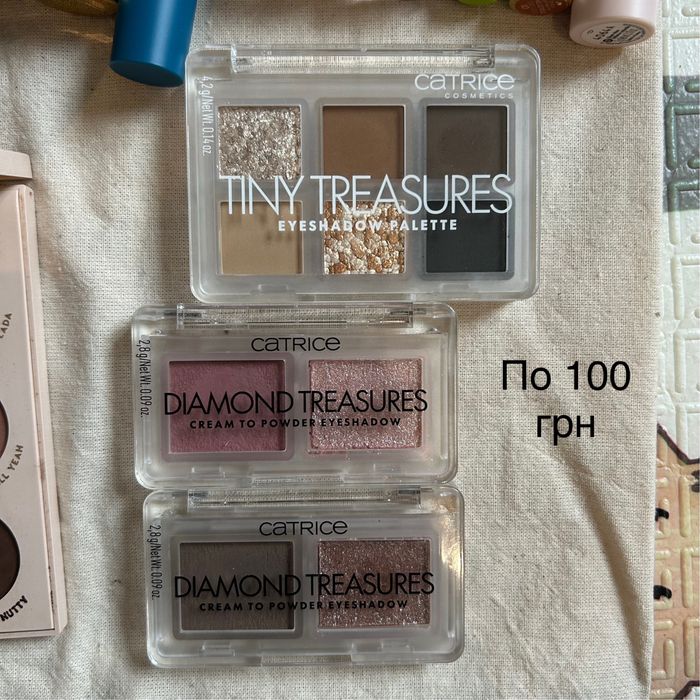 CATRICE
COSMETICS
4,2 g/Net Wt. 0.14 oz.
TINY TREASURES
EYESHADOW PALETTE
CATRICE
2,8 g/Net Wt. 0.09 oz.
DIAMOND TREASURES
CREAM TO POWDER EYESHADOW
По 100
грн
CATRICE
2,8 g/Net Wt. 0.09 oz.
DIAMOND TREASURES
CREAM TO POWDER EYESHADOW
LADA
YEAH
NUTTY